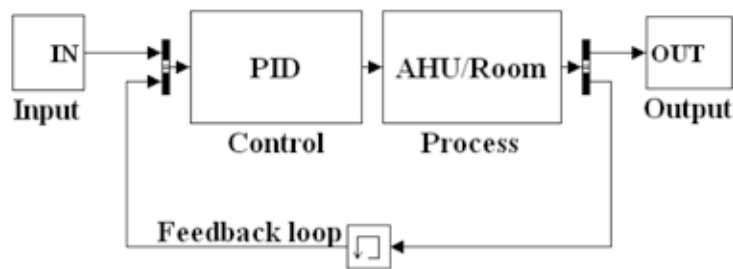 IN
PID
AHU/Room
OUT
Input
Control
Process
Output
Feedback loop